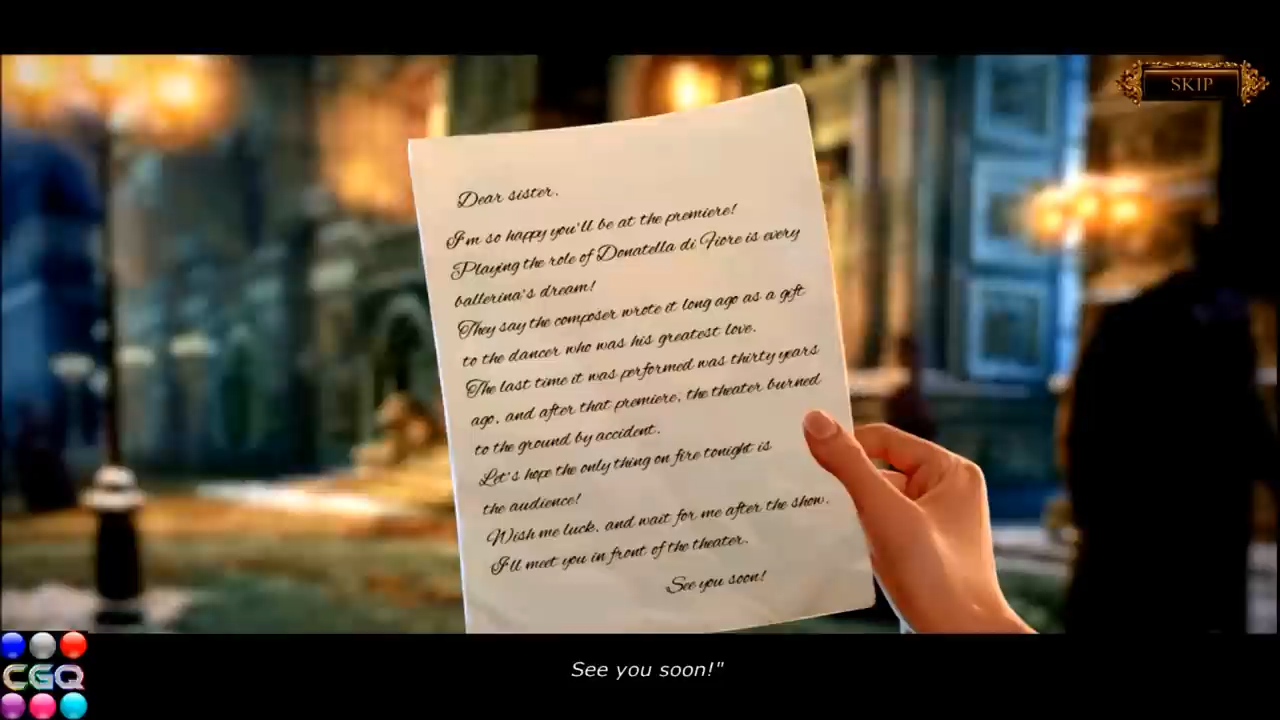 SKIP
Dear sister,
I'm so happy you'll be at the premiere!
Playing the role of Donatella di Fiore is every
ballerina's dream!
They say the composer wrote it long ago as a gift
to the dancer who was his greatest love.
The last time it was performed was thirty years
ago, and after that premiere, the theater burned
to the ground by accident.
Let's hope the only thing on fire tonight is
the audience!
Wish me luck, and wait for me after the show.
I'll meet you in front of the theater.
See you soon!
CGQ
See you soon!"